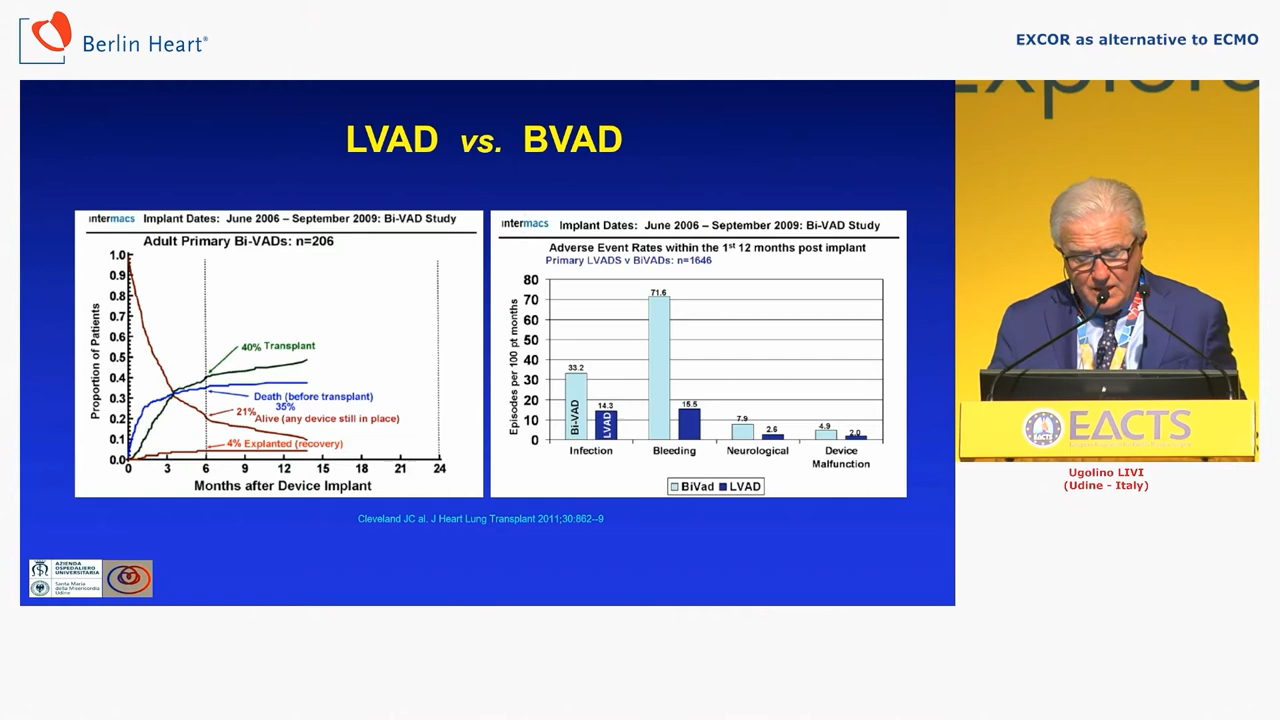 Berlin Heart®
EXCOR as alternative to ECMO
LVAD vs. BVAD
intermacs Implant Dates: June 2006 – September 2009: Bi-VAD Study
Adult Primary Bi-VADs: n=206
Proportion of Patients
1.0
0.9
0.8
0.7
0.6
0.5
0.4
0.3
0.2
0.1
0.0
40% Transplant
Death (before transplant)
35%
21%
Alive (any device still in place)
4% Explanted (recovery)
0 3 6 9 12 15 18 21 24
Months after Device Implant
intermacs Implant Dates: June 2006 – September 2009: Bi-VAD Study
Adverse Event Rates within the 1st 12 months post implant
Primary LVADS v BiVADs: n=1646
Episodes per 100 pt months
80
70
60
50
40
30
20
10
0
33.2
14.3
71.6
15.5
7.9
2.6
4.9
2.0
Bi-VAD
LVAD
Infection
Bleeding
Neurological
Device
Malfunction
BiVad LVAD
Cleveland JC al. J Heart Lung Transplant 2011;30:862--9
AZIENDA
OSPEDALIERO
UNIVERSITARIA
Santa Maria
della Misericordia
Udine
EACTS
Ugolino LIVI
(Udine - Italy)